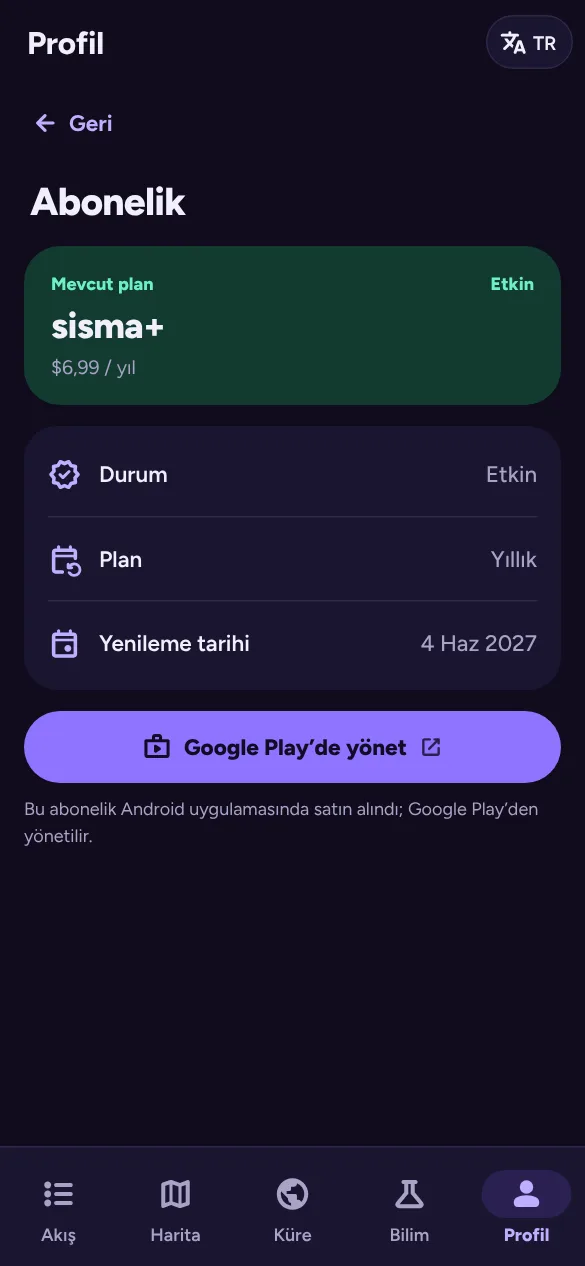 Profil
TR
Geri
Abonelik
Mevcut plan
Etkin
sisma+
$6,99 / yıl
Durum
Etkin
Plan
Yıllık
Yenileme tarihi
4 Haz 2027
Google Play’de yönet
Bu abonelik Android uygulamasında satın alındı; Google Play’den
yönetilir.
Akış
Harita
Küre
Bilim
Profil